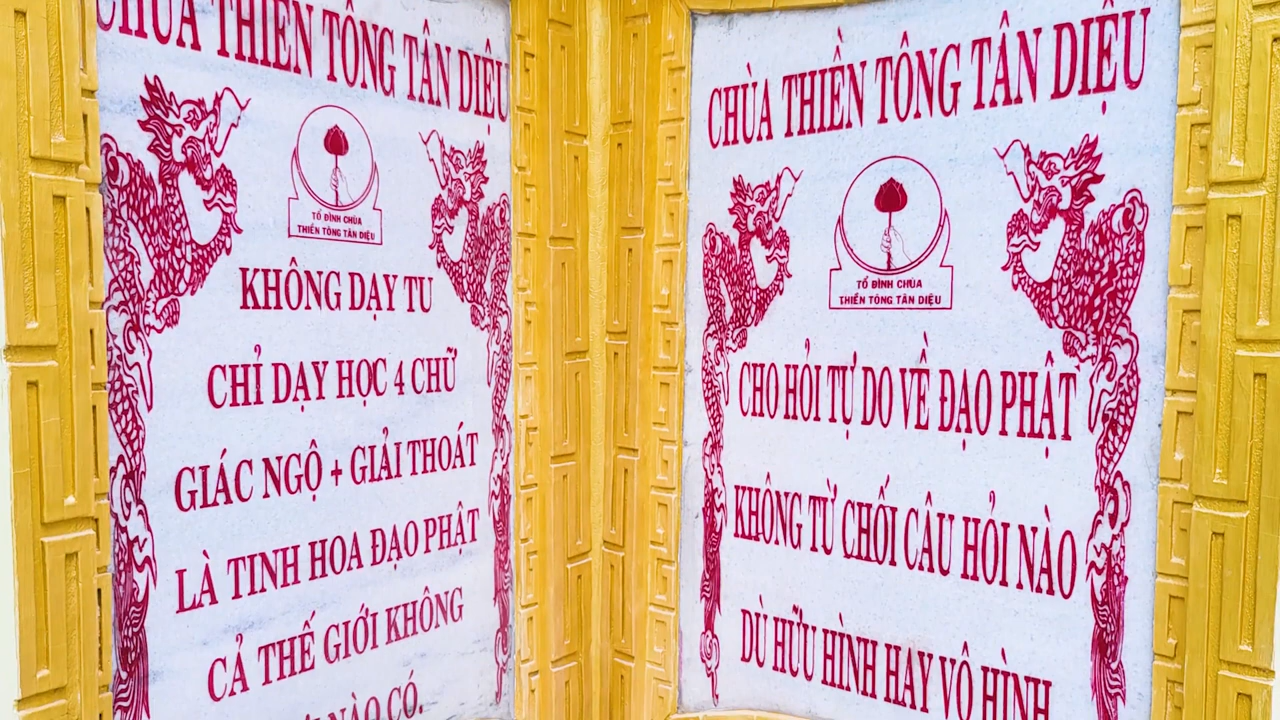 CHÙA THIỀN TÔNG TÂN DIỆU
TỔ ĐÌNH CHÙA
THIỀN TÔNG TÂN DIỆU
KHÔNG DẠY TU
CHỈ DẠY HỌC 4 CHỮ
GIÁC NGỘ + GIẢI THOÁT
LÀ TINH HOA ĐẠO PHẬT
CẢ THẾ GIỚI KHÔNG
NÀO CÓ.
CHÙA THIỀN TÔNG TÂN DIỆU
TỔ ĐÌNH CHÙA
THIỀN TÔNG TÂN DIỆU
CHO HỎI TỰ DO VỀ ĐẠO PHẬT
KHÔNG TỪ CHỐI CÂU HỎI NÀO
DÙ HỮU HÌNH HAY VÔ HÌNH